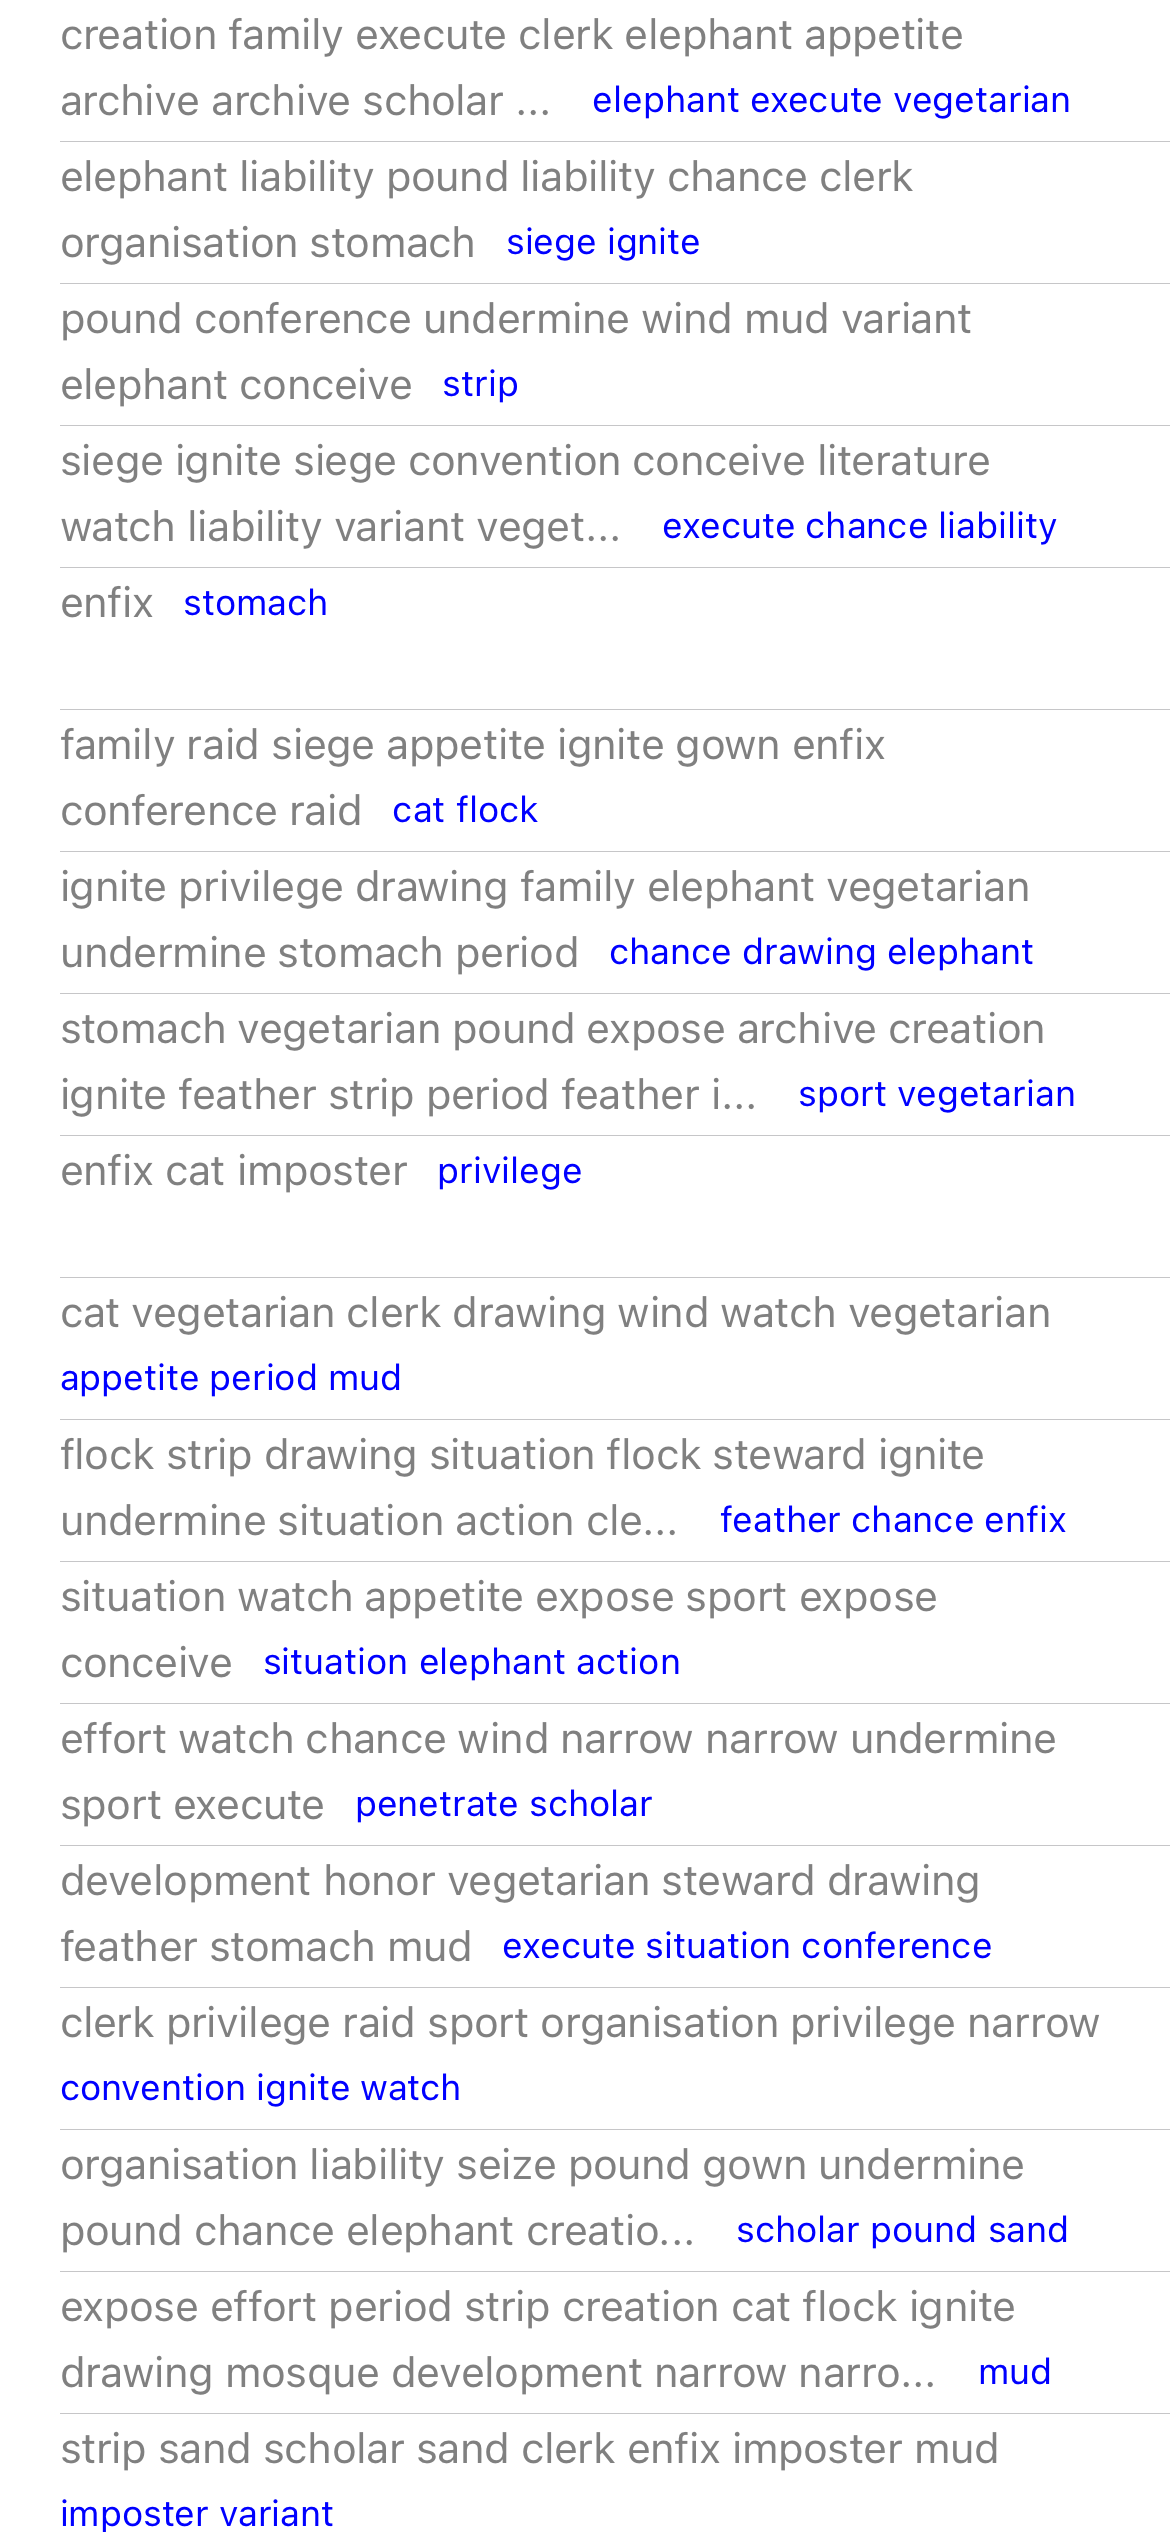 creation family execute clerk elephant appetite
archive archive scholar ... elephant execute vegetarian
elephant liability pound liability chance clerk
organisation stomach siege ignite
pound conference undermine wind mud variant
elephant conceive strip
siege ignite siege convention conceive literature
watch liability variant veget... execute chance liability
enfix stomach
family raid siege appetite ignite gown enfix
conference raid cat flock
ignite privilege drawing family elephant vegetarian
undermine stomach period chance drawing elephant
stomach vegetarian pound expose archive creation
ignite feather strip period feather i... sport vegetarian
enfix cat imposter privilege
cat vegetarian clerk drawing wind watch vegetarian
appetite period mud
flock strip drawing situation flock steward ignite
undermine situation action cle... feather chance enfix
situation watch appetite expose sport expose
conceive situation elephant action
effort watch chance wind narrow narrow undermine
sport execute penetrate scholar
development honor vegetarian steward drawing
feather stomach mud execute situation conference
clerk privilege raid sport organisation privilege narrow
convention ignite watch
organisation liability seize pound gown undermine
pound chance elephant creatio... scholar pound sand
expose effort period strip creation cat flock ignite
drawing mosque development narrow narro... mud
strip sand scholar sand clerk enfix imposter mud
imposter variant